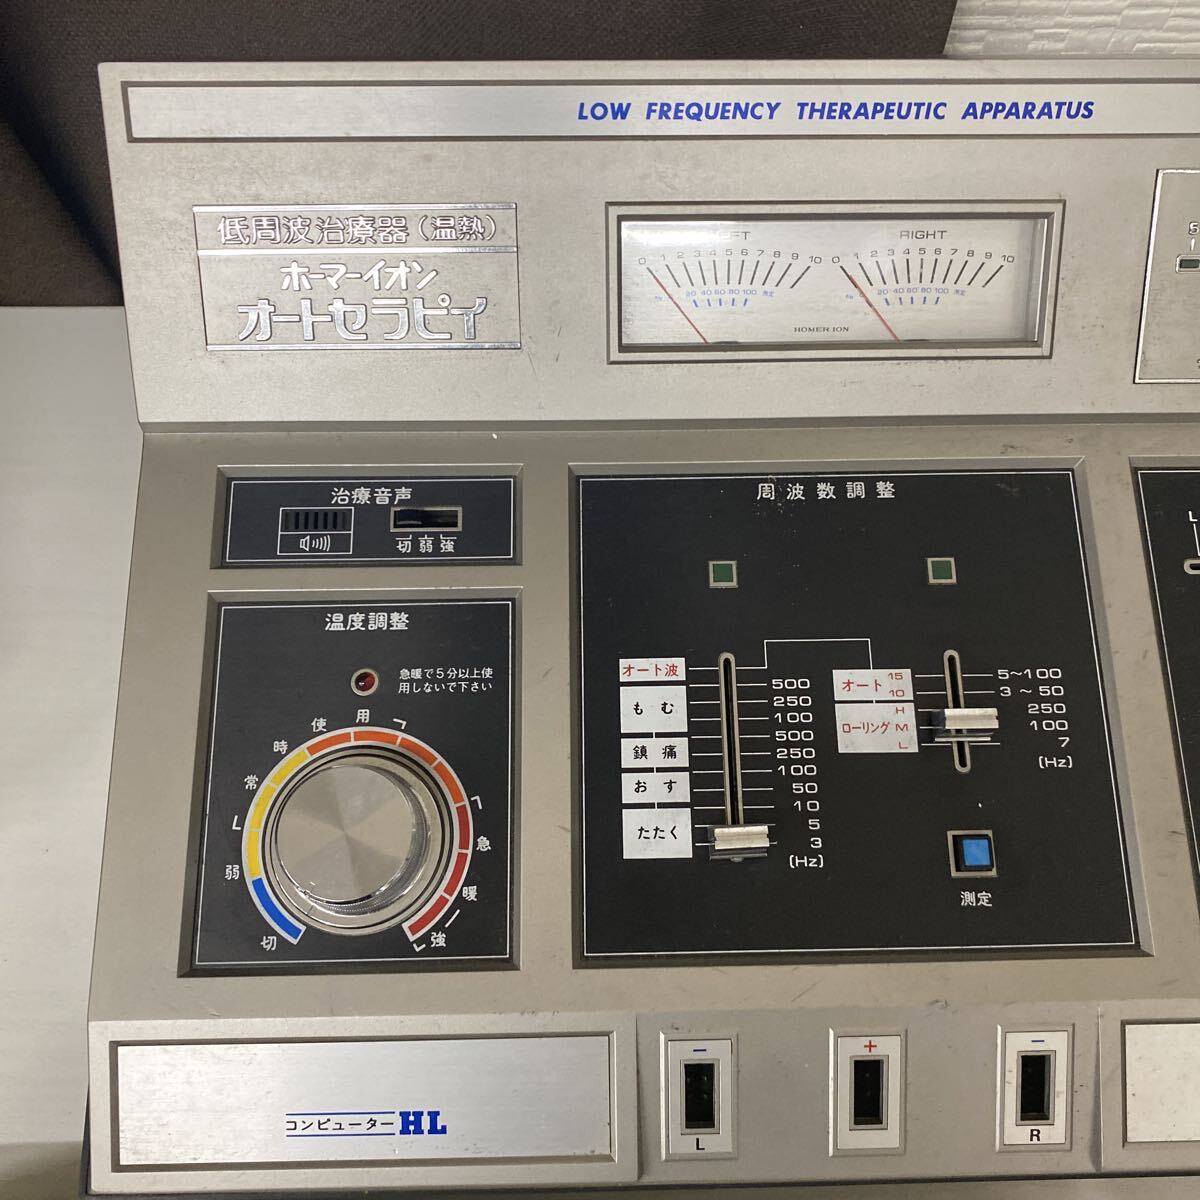 LOW FREQUENCY THERAPEUTIC APPARATUS
低周波治療器(温熱)
ホーマーイオン
オートセラピィ
RIGHT
0 1 2 3 4 5 6 7 8 9 10
0 1 2 3 4 5 6 7 8 9 10
20 40 60 80 100 測定
20 40 60 80 100 測定
HOMER ION
5
治療音声
切 弱 強
温度調整
急暖で5分以上使
用しないで下さい
常時使用
急暖
切
弱
強
周波数調整
オート波
もむ
鎮痛
おす
たたく
500
250
100
500
250
100
50
10
5
3
(Hz)
オート 15
10
ローリング H
M
L
5~100
3~50
250
100
7
(Hz)
測定
L
コンピューターHL
−
L
+
−
R